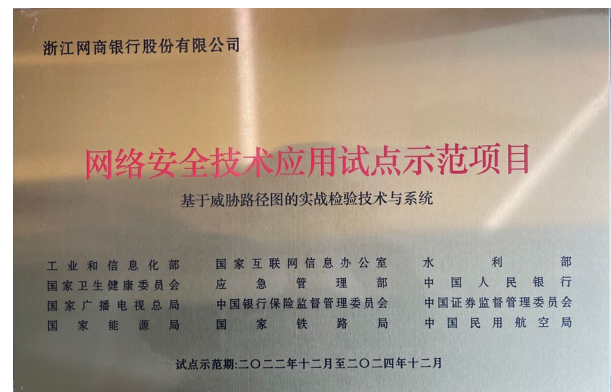 浙江网商银行股份有限公司
网络安全技术应用试点示范项目
基于威胁路径图的实战检验技术与系统
工业和信息化部 国家互联网信息办公室 水利部
国家卫生健康委员会 应急管理部 中国人民银行
国家广播电视总局 中国银行保险监督管理委员会 中国证券监督管理委员会
国家能源局 国家铁路局 中国民用航空局
试点示范期:二〇二二年十二月至二〇二四年十二月